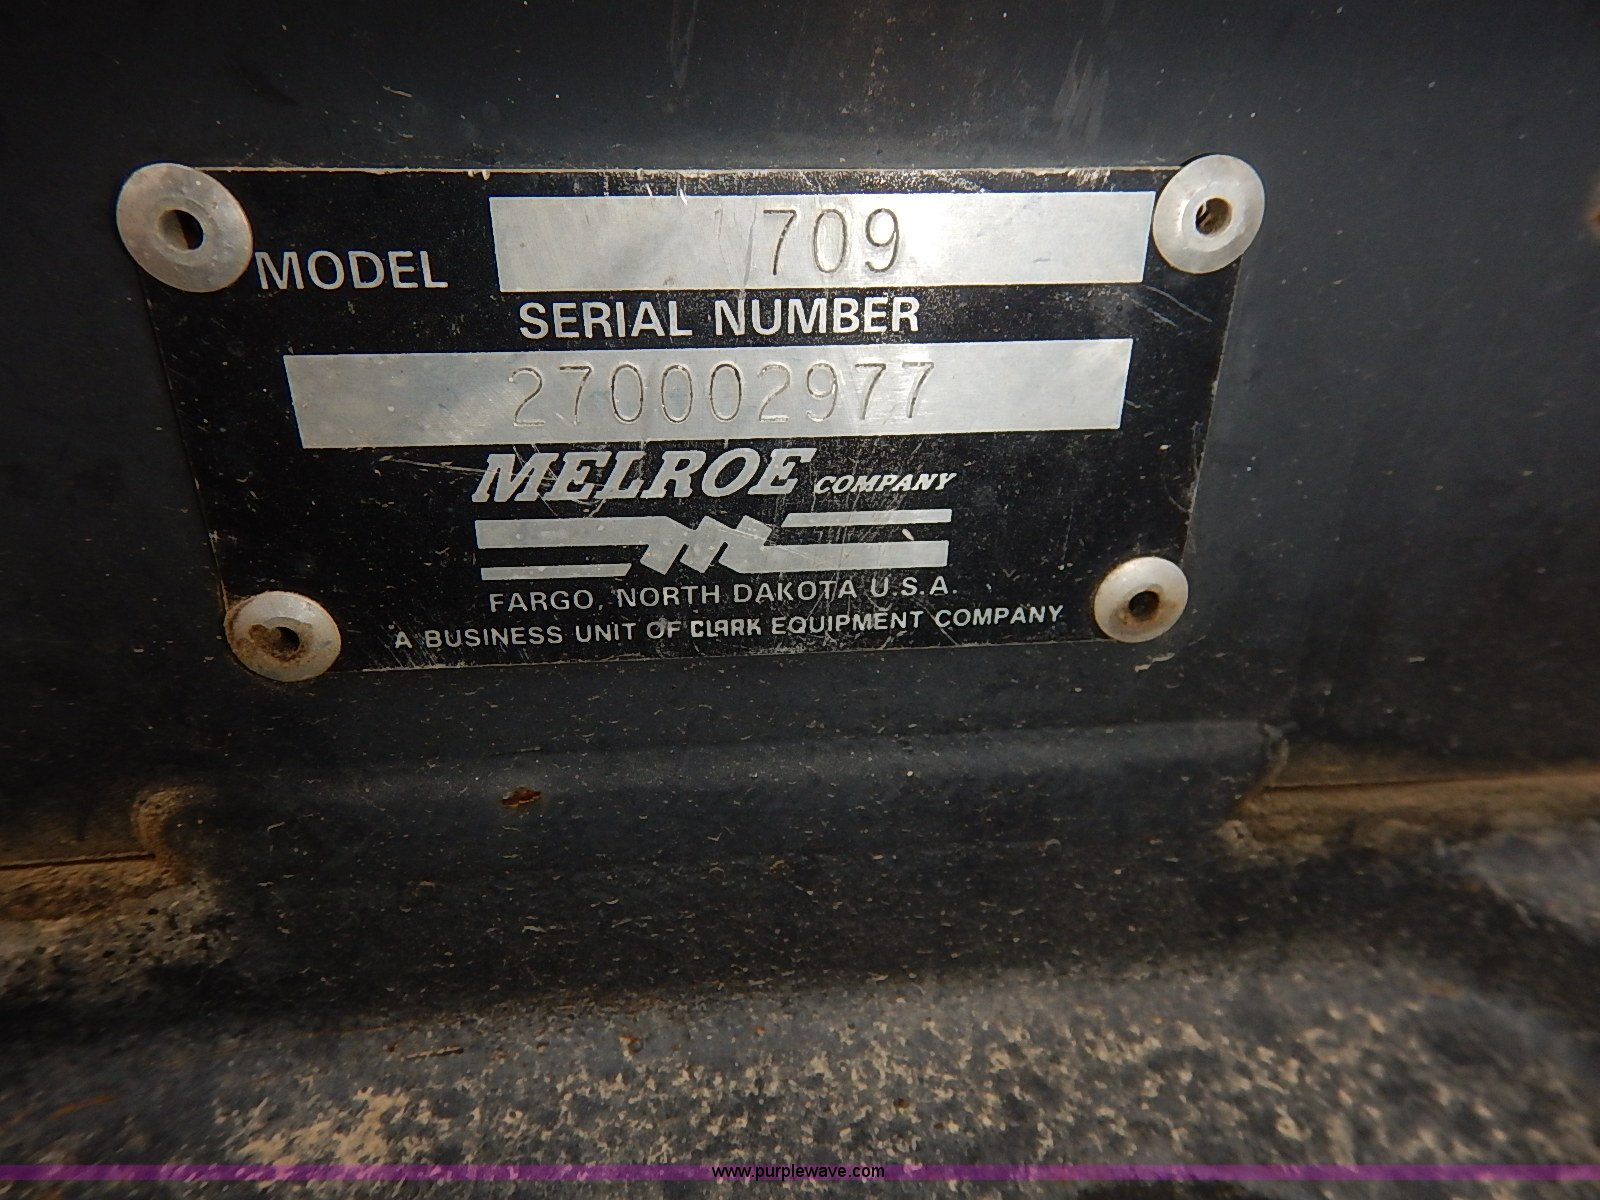 MODEL 709
SERIAL NUMBER
270002977
MELROE COMPANY
FARGO, NORTH DAKOTA U.S.A.
A BUSINESS UNIT OF CLARK EQUIPMENT COMPANY
www.purplewave.com